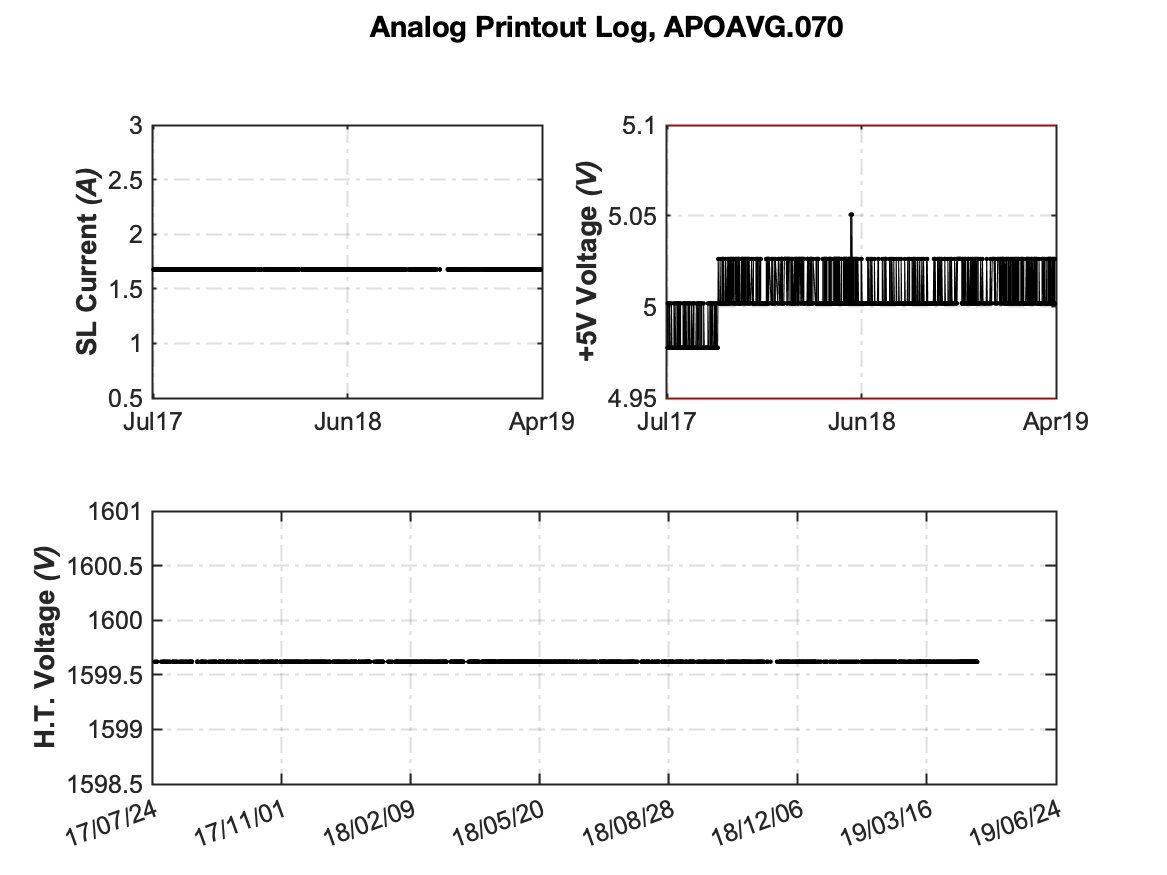 Analog Printout Log, APOAVG.070
SL Current (A)
3
2.5
2
1.5
1
0.5
Jul17 Jun18 Apr19
+5V Voltage (V)
5.1
5.05
5
4.95
Jul17 Jun18 Apr19
H.T. Voltage (V)
1601
1600.5
1600
1599.5
1599
1598.5
17/07/24 17/11/01 18/02/09 18/05/20 18/08/28 18/12/06 19/03/16 19/06/24